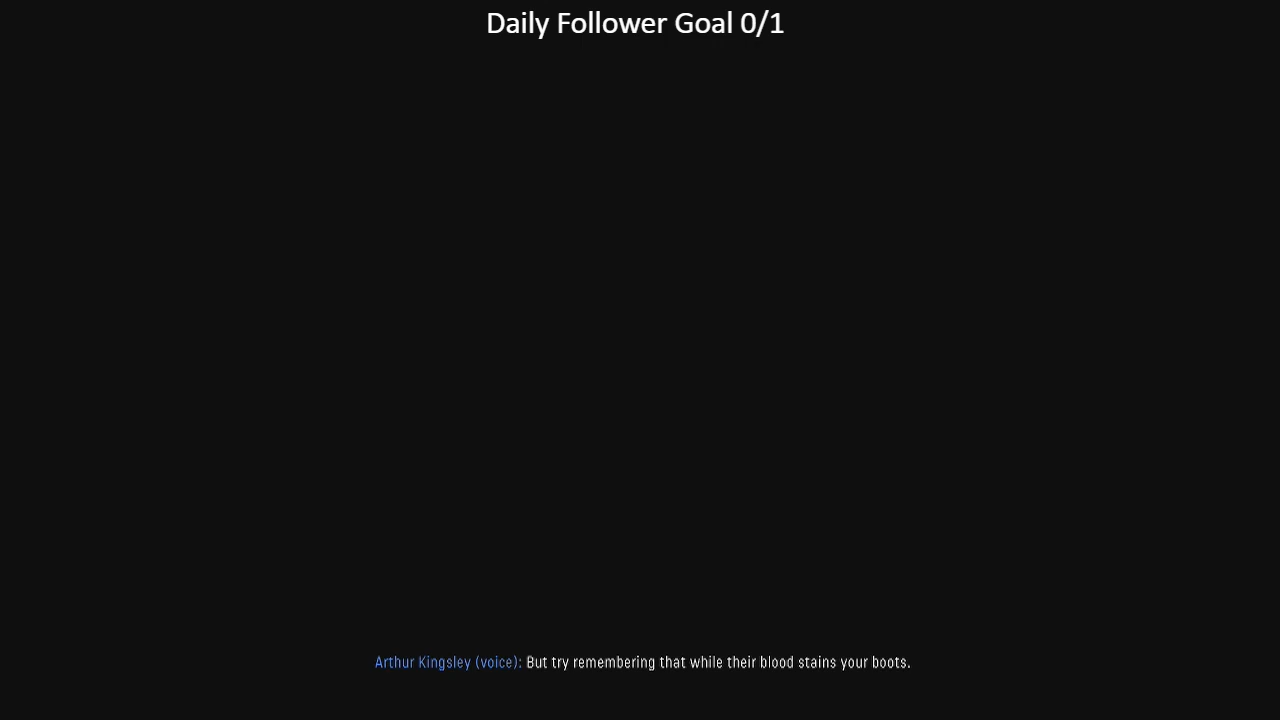 Daily Follower Goal 0/1
Arthur Kingsley (voice): But try remembering that while their blood stains your boots.